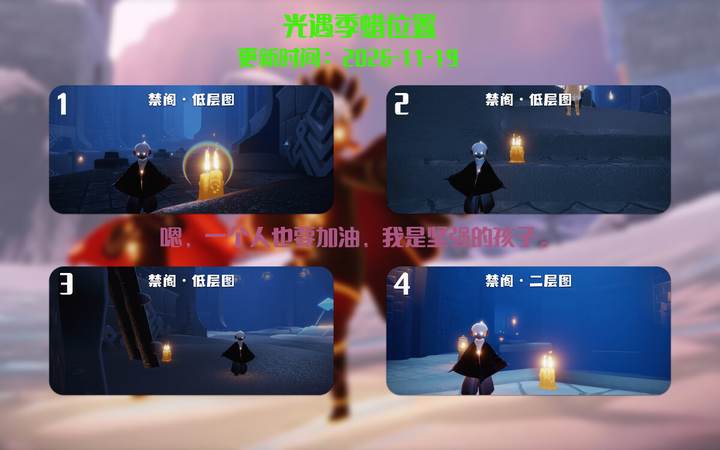 光遇季蜡位置
更新时间：2026-11-19
1
禁阁·低层图
2
禁阁·低层图
嗯，一个人也要加油，我是坚强的孩子。
3
禁阁·低层图
4
禁阁·二层图